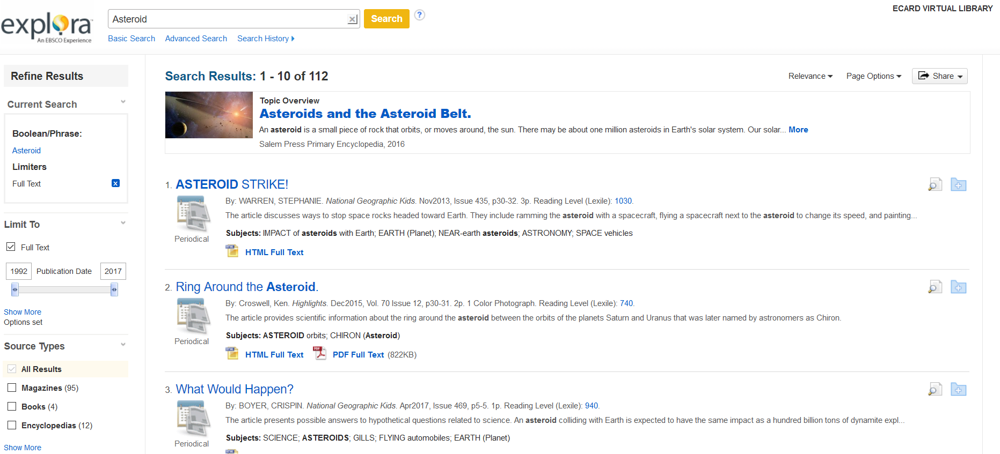 explora™
An EBSCO Experience
Asteroid
Search
?
Basic Search Advanced Search Search History
ECARD VIRTUAL LIBRARY
Refine Results
Current Search
Boolean/Phrase:
Asteroid
Limiters
Full Text
Limit To
Full Text
1992 Publication Date 2017
Show More
Options set
Source Types
All Results
Magazines (95)
Books (4)
Encyclopedias (12)
Show More
Search Results: 1 - 10 of 112
Relevance Page Options Share
Topic Overview
Asteroids and the Asteroid Belt.
An asteroid is a small piece of rock that orbits, or moves around, the sun. There may be about one million asteroids in Earth's solar system. Our solar... More
Salem Press Primary Encyclopedia, 2016
1. ASTEROID STRIKE!
By: WARREN, STEPHANIE. National Geographic Kids. Nov2013, Issue 435, p30-32. 3p. Reading Level (Lexile): 1030.
The article discusses ways to stop space rocks headed toward Earth. They include ramming the asteroid with a spacecraft, flying a spacecraft next to the asteroid to change its speed, and painting...
Periodical
Subjects: IMPACT of asteroids with Earth; EARTH (Planet); NEAR-earth asteroids; ASTRONOMY; SPACE vehicles
HTML Full Text
2. Ring Around the Asteroid.
By: Croswell, Ken. Highlights. Dec2015, Vol. 70 Issue 12, p30-31. 2p. 1 Color Photograph. Reading Level (Lexile): 740.
The article provides scientific information about the ring around the asteroid between the orbits of the planets Saturn and Uranus that was later named by astronomers as Chiron.
Periodical
Subjects: ASTEROID orbits; CHIRON (Asteroid)
HTML Full Text PDF Full Text (822KB)
3. What Would Happen?
By: BOYER, CRISPIN. National Geographic Kids. Apr2017, Issue 469, p5-5. 1p. Reading Level (Lexile): 940.
The article presents possible answers to hypothetical questions related to science. An asteroid colliding with Earth is expected to have the same impact as a hundred billion tons of dynamite expl...
Periodical
Subjects: SCIENCE; ASTEROIDS; GILLS; FLYING automobiles; EARTH (Planet)